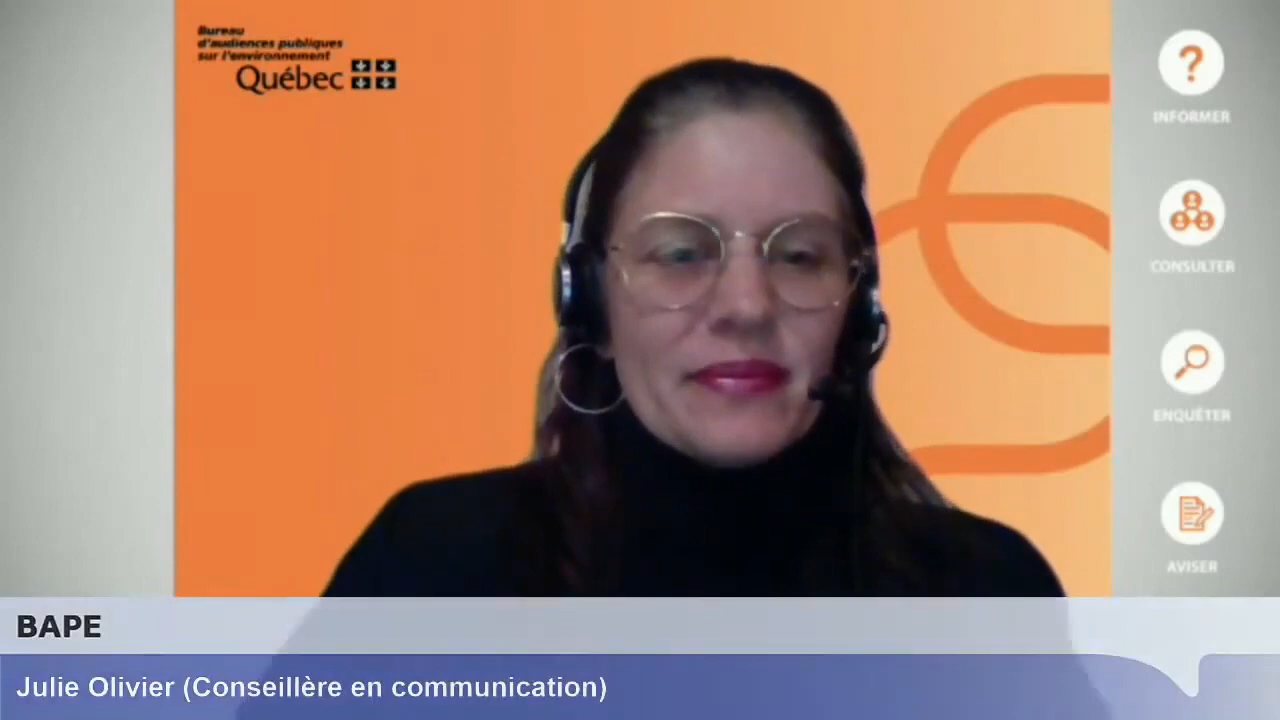 Bureau
d'audiences publiques
sur l'environnement
Québec
?
INFORMER
CONSULTER
ENQUÊTER
AVISER
BAPE
Julie Olivier (Conseillère en communication)